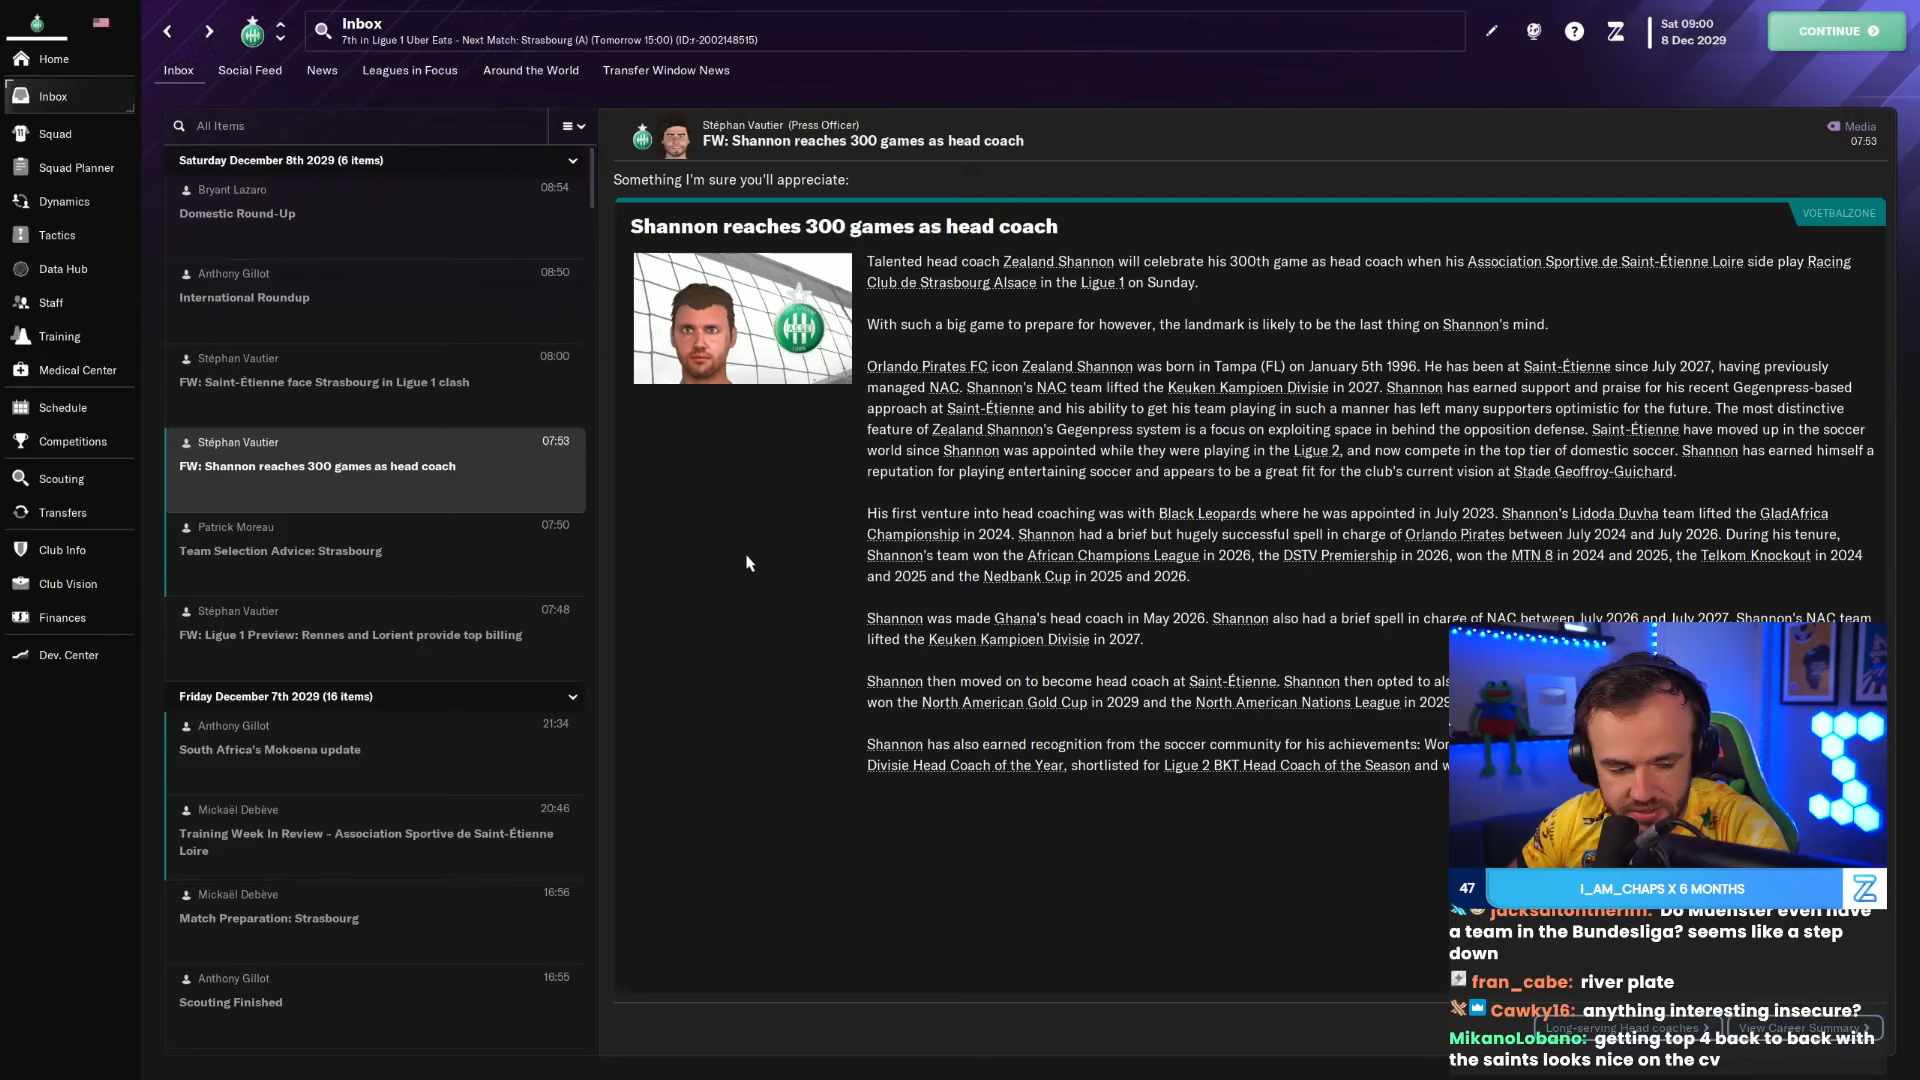 Inbox
7th in Ligue 1 Uber Eats - Next Match: Strasbourg (A) (Tomorrow 15:00) (ID:r-2002148515)
Sat 09:00
8 Dec 2029
CONTINUE
Inbox
Social Feed
News
Leagues in Focus
Around the World
Transfer Window News
Home
Inbox
Squad
Squad Planner
Dynamics
Tactics
Data Hub
Staff
Training
Medical Center
Schedule
Competitions
Scouting
Transfers
Club Info
Club Vision
Finances
Dev. Center
All Items
Saturday December 8th 2029 (6 items)
Bryant Lazaro 08:54
Domestic Round-Up
Anthony Gillot 08:50
International Roundup
Stéphan Vautier 08:00
FW: Saint-Étienne face Strasbourg in Ligue 1 clash
Stéphan Vautier 07:53
FW: Shannon reaches 300 games as head coach
Patrick Moreau 07:50
Team Selection Advice: Strasbourg
Stéphan Vautier 07:48
FW: Ligue 1 Preview: Rennes and Lorient provide top billing
Friday December 7th 2029 (16 items)
Anthony Gillot 21:34
South Africa's Mokoena update
Mickaël Debève 20:46
Training Week In Review - Association Sportive de Saint-Étienne
Loire
Mickaël Debève 16:56
Match Preparation: Strasbourg
Anthony Gillot 16:55
Scouting Finished
Stéphan Vautier (Press Officer)
FW: Shannon reaches 300 games as head coach
Media
07:53
Something I'm sure you'll appreciate:
VOETBALZONE
Shannon reaches 300 games as head coach
Talented head coach Zealand Shannon will celebrate his 300th game as head coach when his Association Sportive de Saint-Étienne Loire side play Racing
Club de Strasbourg Alsace in the Ligue 1 on Sunday.
With such a big game to prepare for however, the landmark is likely to be the last thing on Shannon's mind.
Orlando Pirates FC icon Zealand Shannon was born in Tampa (FL) on January 5th 1996. He has been at Saint-Étienne since July 2027, having previously
managed NAC. Shannon's NAC team lifted the Keuken Kampioen Divisie in 2027. Shannon has earned support and praise for his recent Gegenpress-based
approach at Saint-Étienne and his ability to get his team playing in such a manner has left many supporters optimistic for the future. The most distinctive
feature of Zealand Shannon's Gegenpress system is a focus on exploiting space in behind the opposition defense. Saint-Étienne have moved up in the soccer
world since Shannon was appointed while they were playing in the Ligue 2, and now compete in the top tier of domestic soccer. Shannon has earned himself a
reputation for playing entertaining soccer and appears to be a great fit for the club's current vision at Stade Geoffroy-Guichard.
His first venture into head coaching was with Black Leopards where he was appointed in July 2023. Shannon's Lidoda Duvha team lifted the GladAfrica
Championship in 2024. Shannon had a brief but hugely successful spell in charge of Orlando Pirates between July 2024 and July 2026. During his tenure,
Shannon's team won the African Champions League in 2026, the DSTV Premiership in 2026, won the MTN 8 in 2024 and 2025, the Telkom Knockout in 2024
and 2025 and the Nedbank Cup in 2025 and 2026.
Shannon was made Ghana's head coach in May 2026. Shannon also had a brief spell in charge of NAC between July 2026 and July 2027. Shannon's NAC team
lifted the Keuken Kampioen Divisie in 2027.
Shannon then moved on to become head coach at Saint-Étienne. Shannon then opted to
won the North American Gold Cup in 2029 and the North American Nations League in 2029
Shannon has also earned recognition from the soccer community for his achievements:
Divisie Head Coach of the Year, shortlisted for Ligue 2 BKT Head Coach of the Season and
ASSE
47
I_AM_CHAPS X 6 MONTHS
jacksaltontherim: Do Muenster even have
a team in the Bundesliga? seems like a step
down
fran_cabe: river plate
Cawky16: anything interesting insecure?
Long-serving Head coaches
View Career Summary
MikanoLobano: getting top 4 back to back with
the saints looks nice on the cv